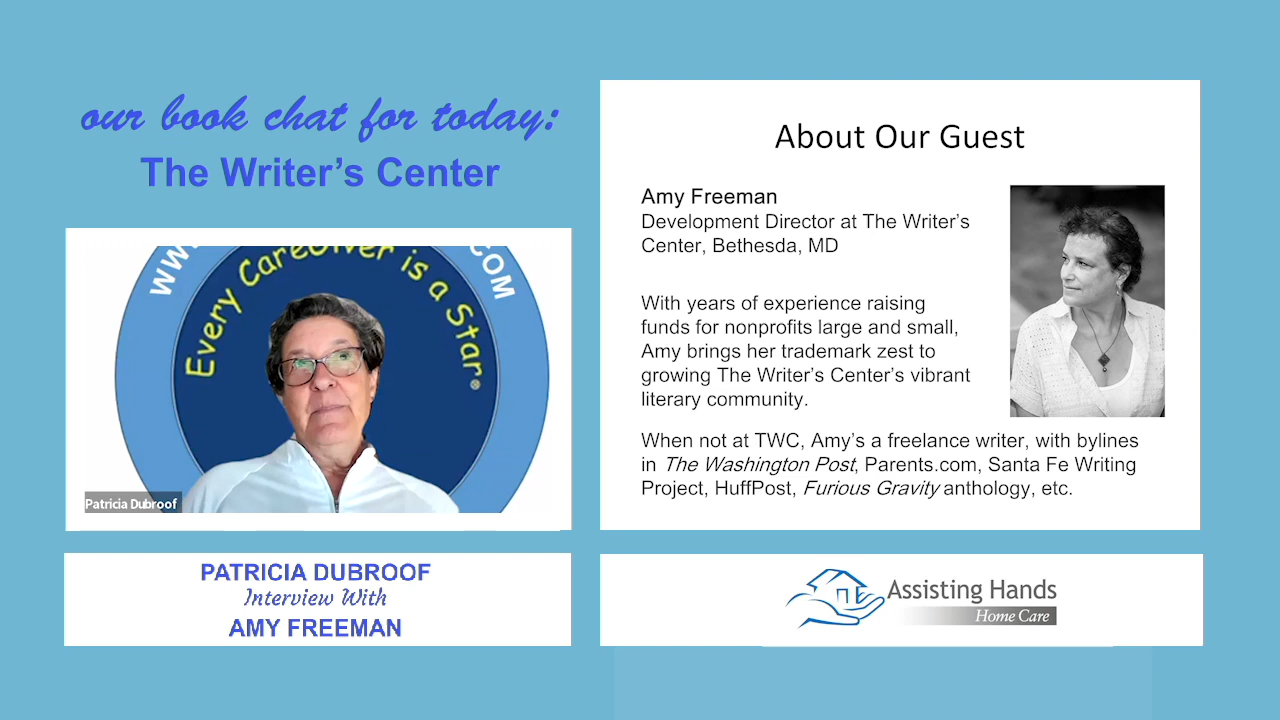 our book chat for today:
The Writer's Center
Every CareGiver is a Star®
Patricia Dubroof
PATRICIA DUBROOF
Interview With
AMY FREEMAN
About Our Guest
Amy Freeman
Development Director at The Writer's
Center, Bethesda, MD
With years of experience raising
funds for nonprofits large and small,
Amy brings her trademark zest to
growing The Writer's Center's vibrant
literary community.
When not at TWC, Amy's a freelance writer, with bylines
in The Washington Post, Parents.com, Santa Fe Writing
Project, HuffPost, Furious Gravity anthology, etc.
Assisting Hands
Home Care